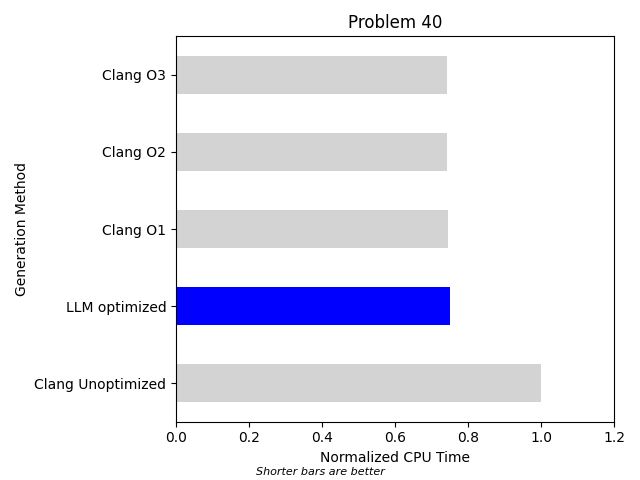 Problem 40
Generation Method
Clang O3
Clang O2
Clang O1
LLM optimized
Clang Unoptimized
0.0 0.2 0.4 0.6 0.8 1.0 1.2
Normalized CPU Time
Shorter bars are better